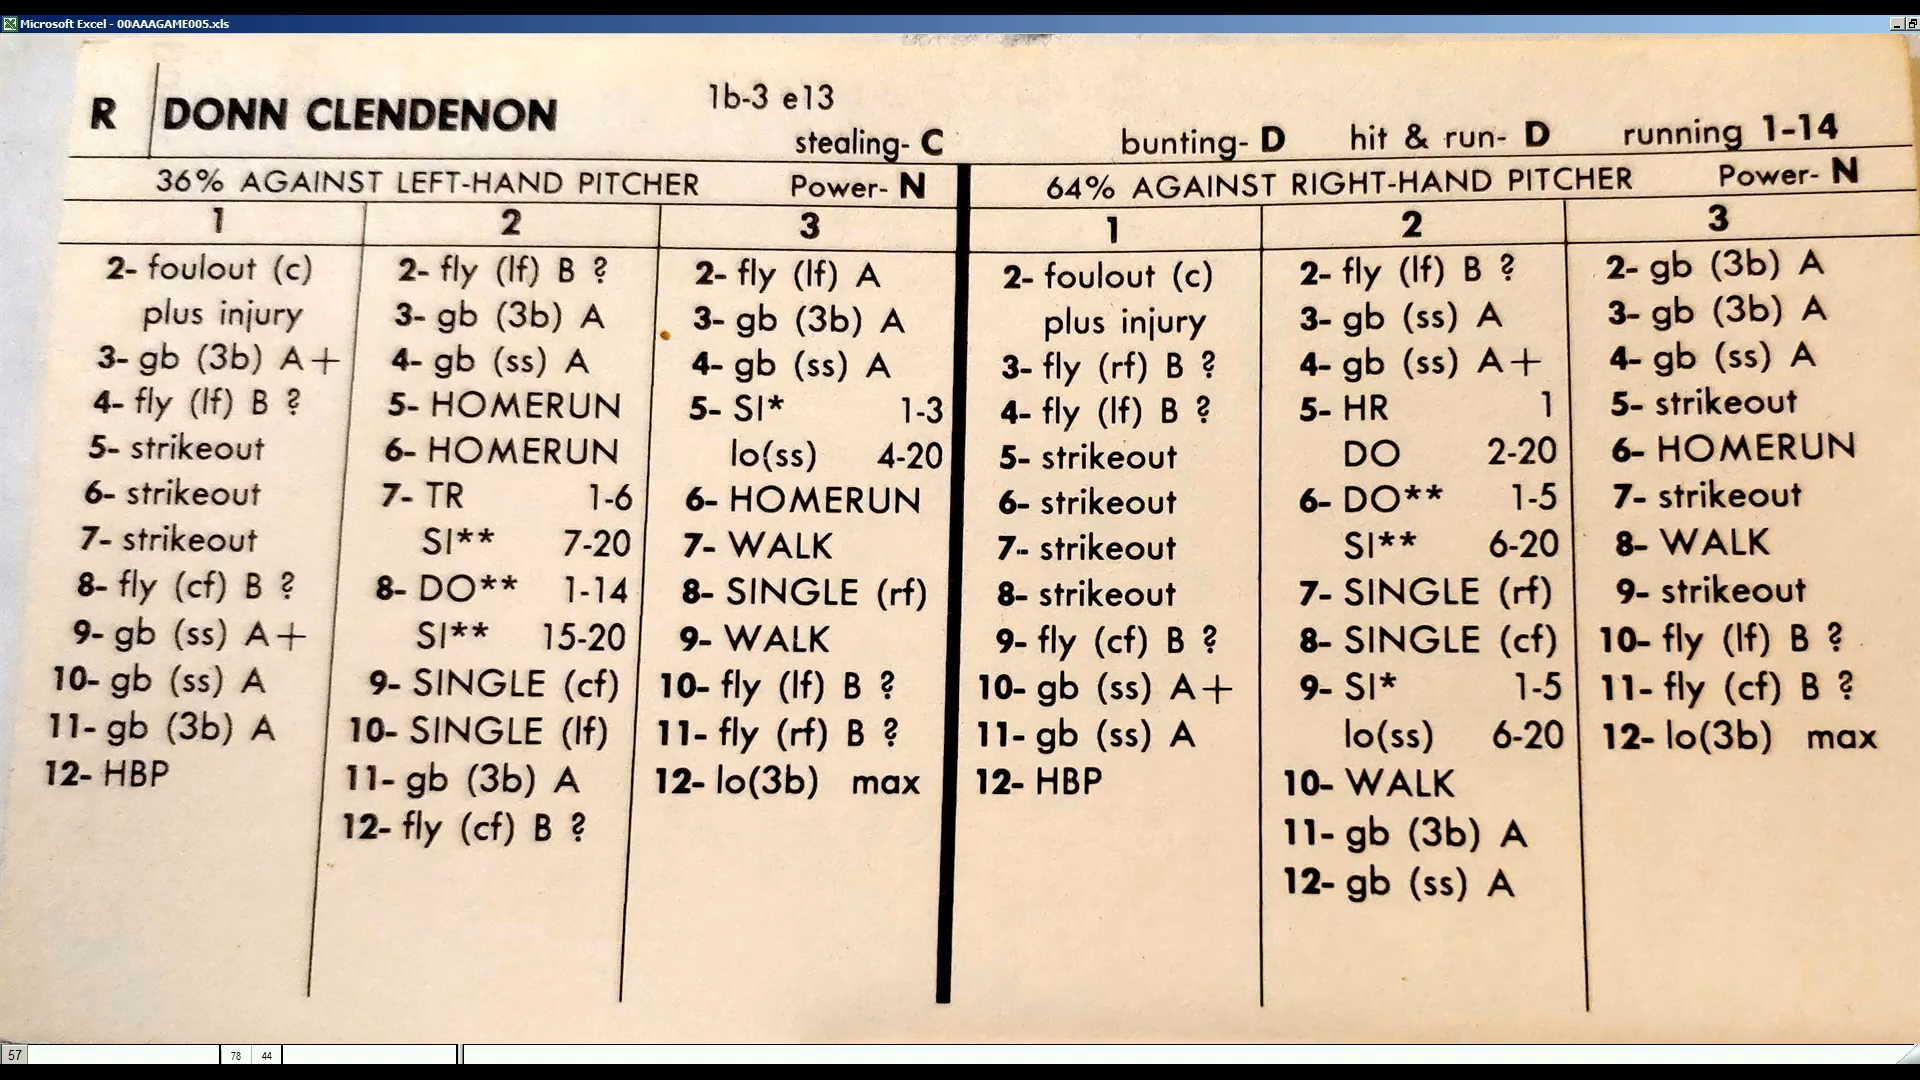 Microsoft Excel - 00AAAGAME005.xls
R DONN CLENDENON 1b-3 e13
stealing- C bunting- D hit & run- D running 1-14
36% AGAINST LEFT-HAND PITCHER Power- N
1 2 3
2- foulout (c)
plus injury
3- gb (3b) A+
4- fly (lf) B ?
5- strikeout
6- strikeout
7- strikeout
8- fly (cf) B ?
9- gb (ss) A+
10- gb (ss) A
11- gb (3b) A
12- HBP
2- fly (lf) B ?
3- gb (3b) A
4- gb (ss) A
5- HOMERUN
6- HOMERUN
7- TR 1-6
SI** 7-20
8- DO** 1-14
SI** 15-20
9- SINGLE (cf)
10- SINGLE (lf)
11- gb (3b) A
12- fly (cf) B ?
2- fly (lf) A
3- gb (3b) A
4- gb (ss) A
5- SI* 1-3
lo(ss) 4-20
6- HOMERUN
7- WALK
8- SINGLE (rf)
9- WALK
10- fly (lf) B ?
11- fly (rf) B ?
12- lo(3b) max
64% AGAINST RIGHT-HAND PITCHER Power- N
1 2 3
2- foulout (c)
plus injury
3- fly (rf) B ?
4- fly (lf) B ?
5- strikeout
6- strikeout
7- strikeout
8- strikeout
9- fly (cf) B ?
10- gb (ss) A+
11- gb (ss) A
12- HBP
2- fly (lf) B ?
3- gb (ss) A
4- gb (ss) A+
5- HR 1
DO 2-20
6- DO** 1-5
SI** 6-20
7- SINGLE (rf)
8- SINGLE (cf)
9- SI* 1-5
lo(ss) 6-20
10- WALK
11- gb (3b) A
12- gb (ss) A
2- gb (3b) A
3- gb (3b) A
4- gb (ss) A
5- strikeout
6- HOMERUN
7- strikeout
8- WALK
9- strikeout
10- fly (lf) B ?
11- fly (cf) B ?
12- lo(3b) max
57 78 44